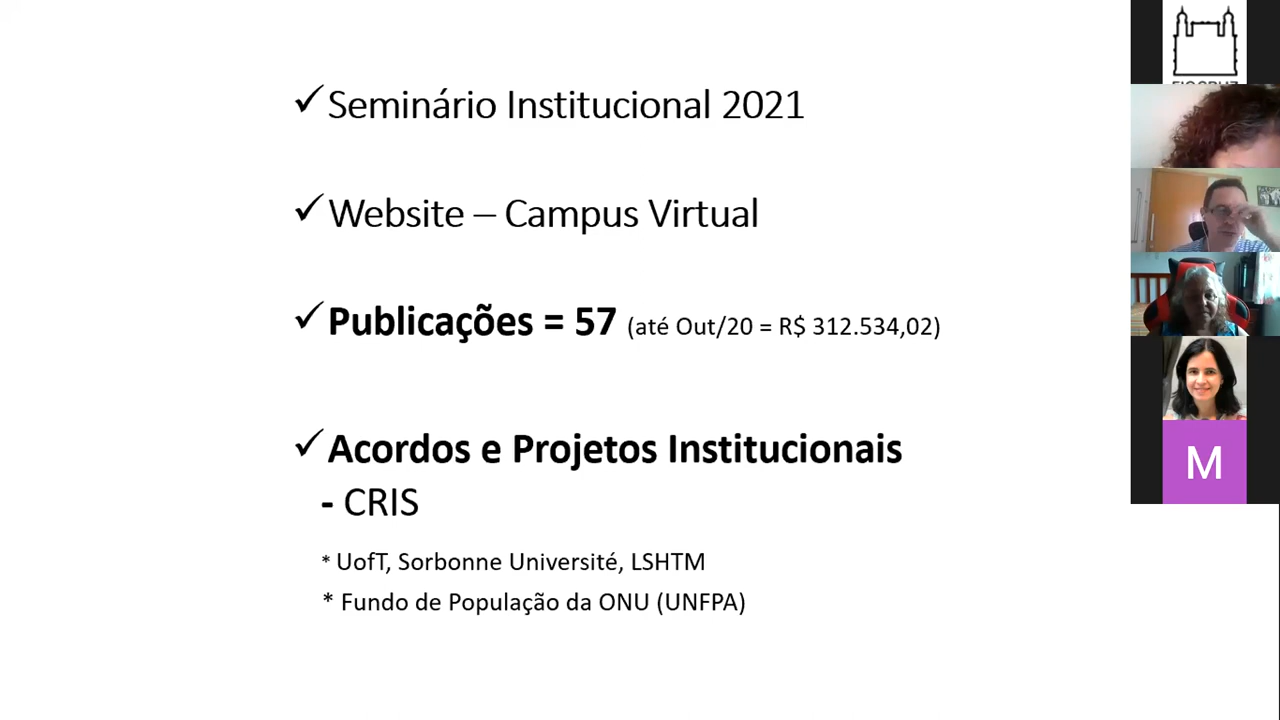 ✓Seminário Institucional 2021
✓Website – Campus Virtual
✓Publicações = 57 (até Out/20 = R$ 312.534,02)
✓Acordos e Projetos Institucionais
- CRIS
* UofT, Sorbonne Université, LSHTM
* Fundo de População da ONU (UNFPA)
M